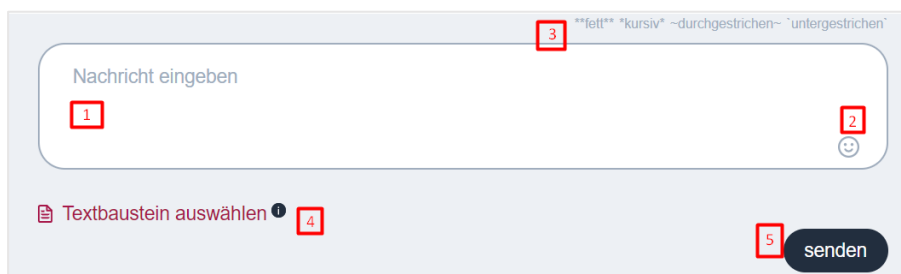 **fett** *kursiv* ~durchgestrichen~ `untergestrichen`
3
Nachricht eingeben
1
2
Textbaustein auswählen i
4
5
senden